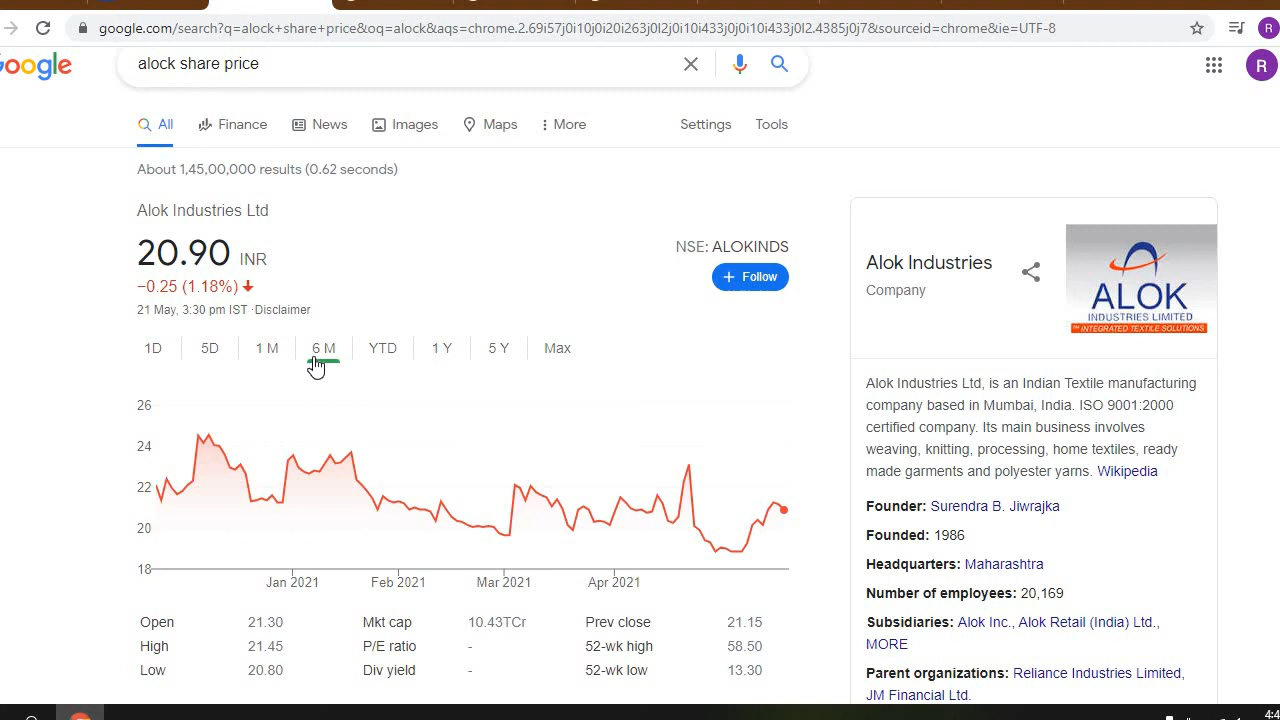 google.com/search?q=alock+share+price&oq=alock&aqs=chrome.2.69i57j0i10j0i20i263j0l2j0i10i433j0j0i10i433j0l2.4385j0j7&sourceid=chrome&ie=UTF-8
R
oogle
alock share price
R
All Finance News Images Maps More Settings Tools
About 1,45,00,000 results (0.62 seconds)
Alok Industries Ltd
20.90 INR
NSE: ALOKINDS
−0.25 (1.18%)
+ Follow
21 May, 3:30 pm IST · Disclaimer
1D 5D 1 M 6 M YTD 1 Y 5 Y Max
26
24
22
20
18
Jan 2021 Feb 2021 Mar 2021 Apr 2021
Open 21.30 Mkt cap 10.43TCr Prev close 21.15
High 21.45 P/E ratio - 52-wk high 58.50
Low 20.80 Div yield - 52-wk low 13.30
Alok Industries
Company
ALOK
INDUSTRIES LIMITED
INTEGRATED TEXTILE SOLUTIONS
Alok Industries Ltd, is an Indian Textile manufacturing
company based in Mumbai, India. ISO 9001:2000
certified company. Its main business involves
weaving, knitting, processing, home textiles, ready
made garments and polyester yarns. Wikipedia
Founder: Surendra B. Jiwrajka
Founded: 1986
Headquarters: Maharashtra
Number of employees: 20,169
Subsidiaries: Alok Inc., Alok Retail (India) Ltd.,
MORE
Parent organizations: Reliance Industries Limited,
JM Financial Ltd.